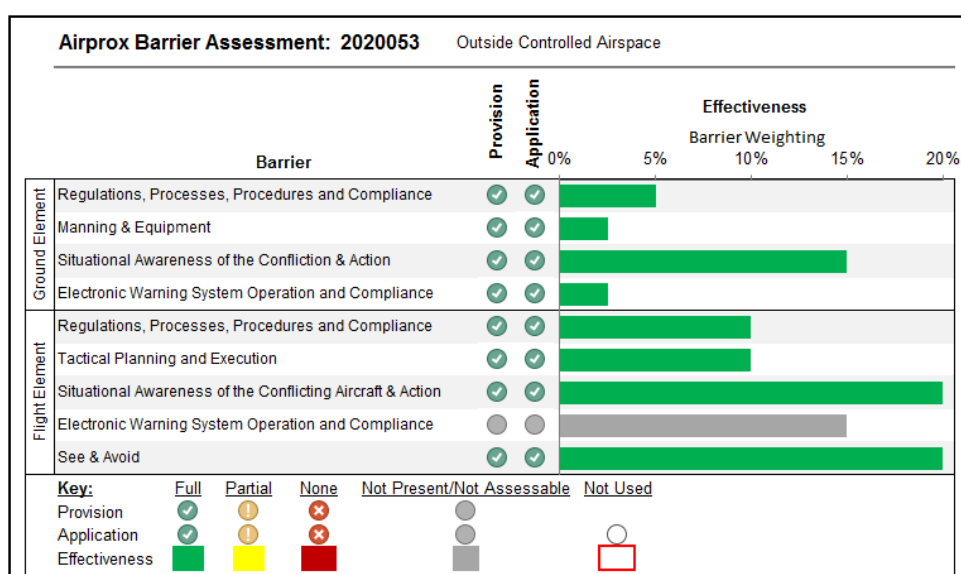 Airprox Barrier Assessment: 2020053 Outside Controlled Airspace
Provision
Application
Effectiveness
Barrier Weighting
Barrier
0% 5% 10% 15% 20%
Ground Element
Regulations, Processes, Procedures and Compliance
Manning & Equipment
Situational Awareness of the Confliction & Action
Electronic Warning System Operation and Compliance
Flight Element
Regulations, Processes, Procedures and Compliance
Tactical Planning and Execution
Situational Awareness of the Conflicting Aircraft & Action
Electronic Warning System Operation and Compliance
See & Avoid
Key: Full Partial None Not Present/Not Assessable Not Used
Provision
Application
Effectiveness